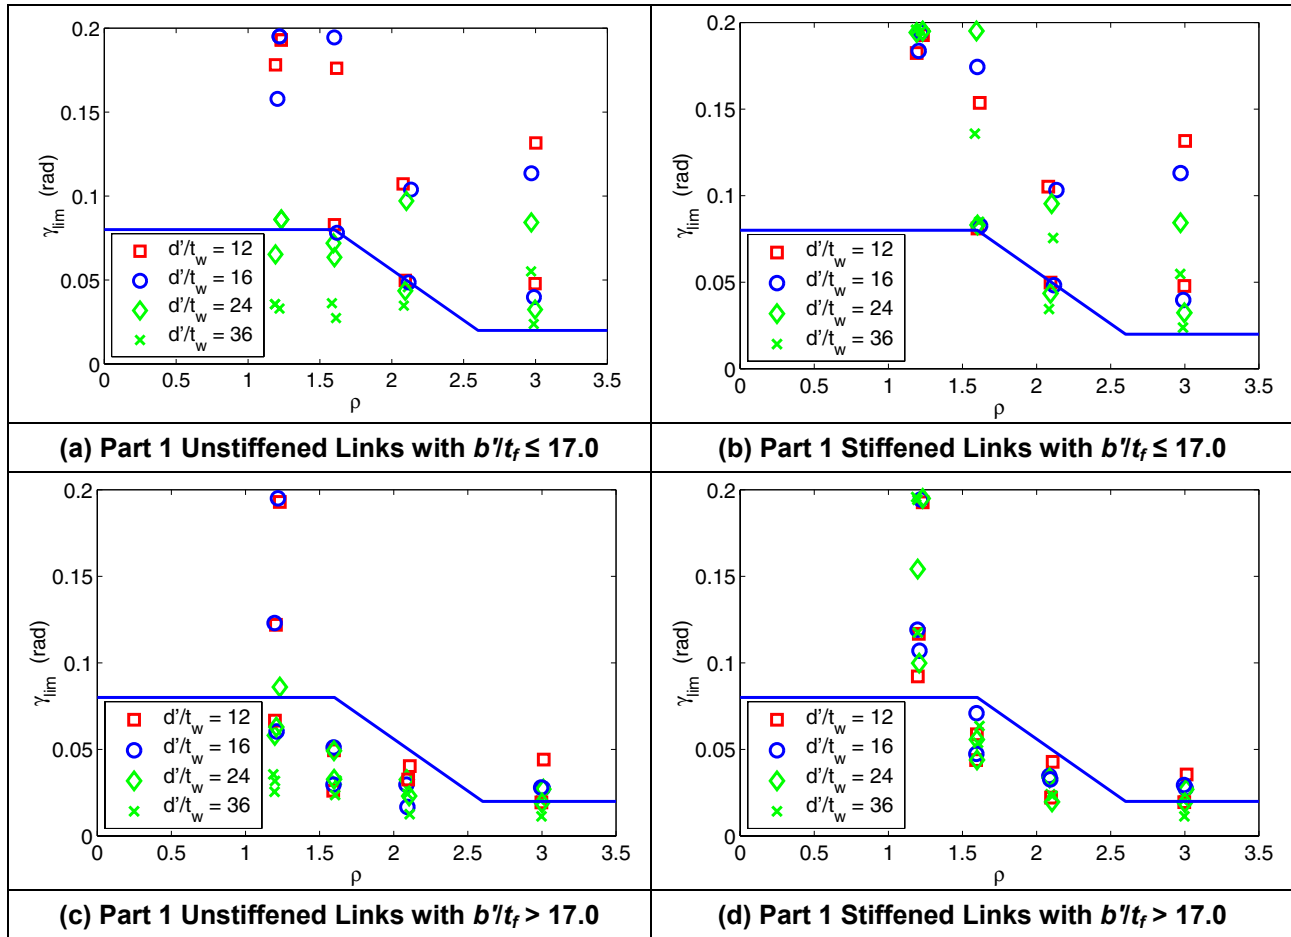 0.2
0.15
0.1
0.05
0
γlim (rad)
d'/tw = 12
d'/tw = 16
d'/tw = 24
d'/tw = 36
0 0.5 1 1.5 2 2.5 3 3.5
ρ
(a) Part 1 Unstiffened Links with b'/tf ≤ 17.0
0.2
0.15
0.1
0.05
0
γlim (rad)
d'/tw = 12
d'/tw = 16
d'/tw = 24
d'/tw = 36
0 0.5 1 1.5 2 2.5 3 3.5
ρ
(b) Part 1 Stiffened Links with b'/tf ≤ 17.0
0.2
0.15
0.1
0.05
0
γlim (rad)
d'/tw = 12
d'/tw = 16
d'/tw = 24
d'/tw = 36
0 0.5 1 1.5 2 2.5 3 3.5
ρ
(c) Part 1 Unstiffened Links with b'/tf > 17.0
0.2
0.15
0.1
0.05
0
γlim (rad)
d'/tw = 12
d'/tw = 16
d'/tw = 24
d'/tw = 36
0 0.5 1 1.5 2 2.5 3 3.5
ρ
(d) Part 1 Stiffened Links with b'/tf > 17.0